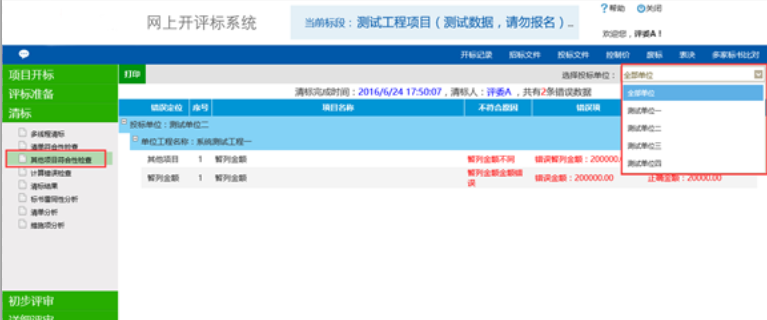 网上开评标系统
当前标段：测试工程项目（测试数据，请勿报名）..
帮助 关闭
欢迎您，评委A！
开标记录 招标文件 投标文件 控制价 废标 表决 多家标书比对
项目开标
评标准备
清标
多线程清标
清单符合性检查
其他项目符合性检查
计算错误检查
清标结果
标书雷同性分析
清单分析
措施项分析
初步评审
详细评审
打印
选择投标单位：
全部单位
全部单位
测试单位一
测试单位二
测试单位三
测试单位四
清标完成时间：2016/6/24 17:50:07，清标人：评委A ，共有2条错误数据
错误定位 序号 项目名称 不符合原因 错误项
投标单位：测试单位二
单位工程名称：系统测试工程一
其他项目 1 暂列金额 暂列金额不同 错误暂列金额：200000.
暂列金额 1 暂列金额 暂列金额金额错误 错误金额：200000.00 正确金额：20000.00